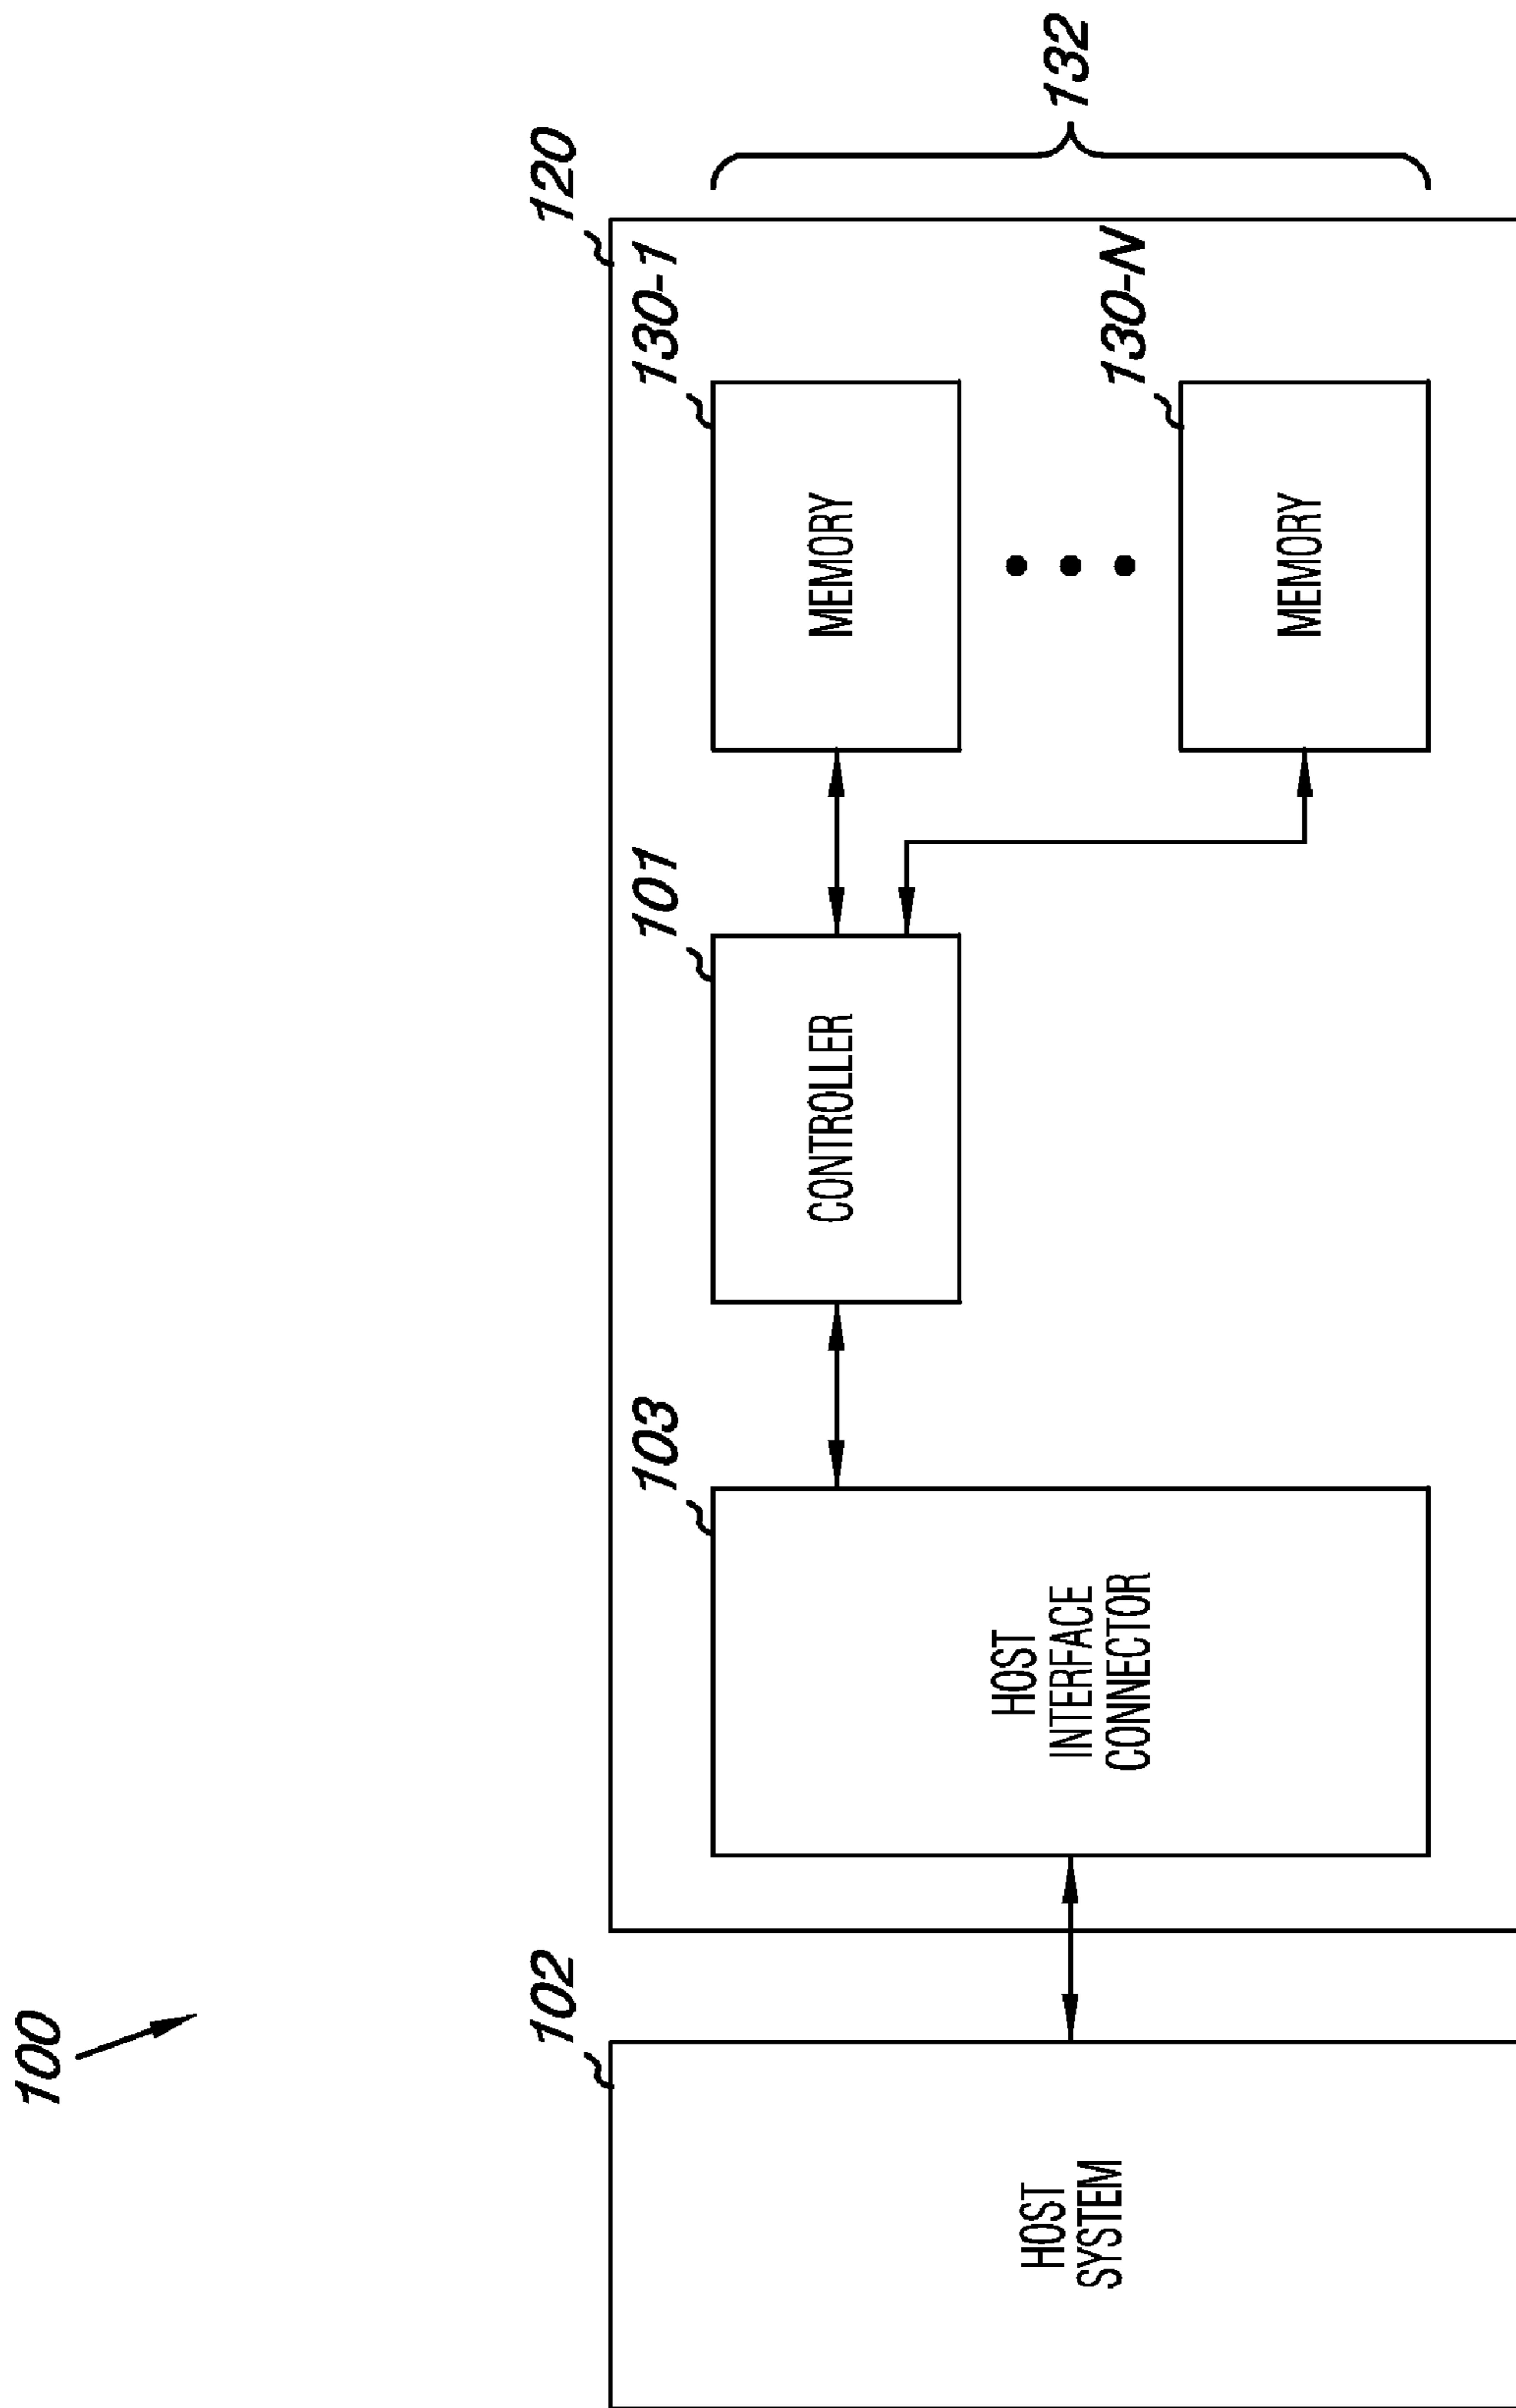 100
102
120
132
103
101
130-1
130-N
HOST
SYSTEM
HOST
INTERFACE
CONNECTOR
CONTROLLER
MEMORY
MEMORY